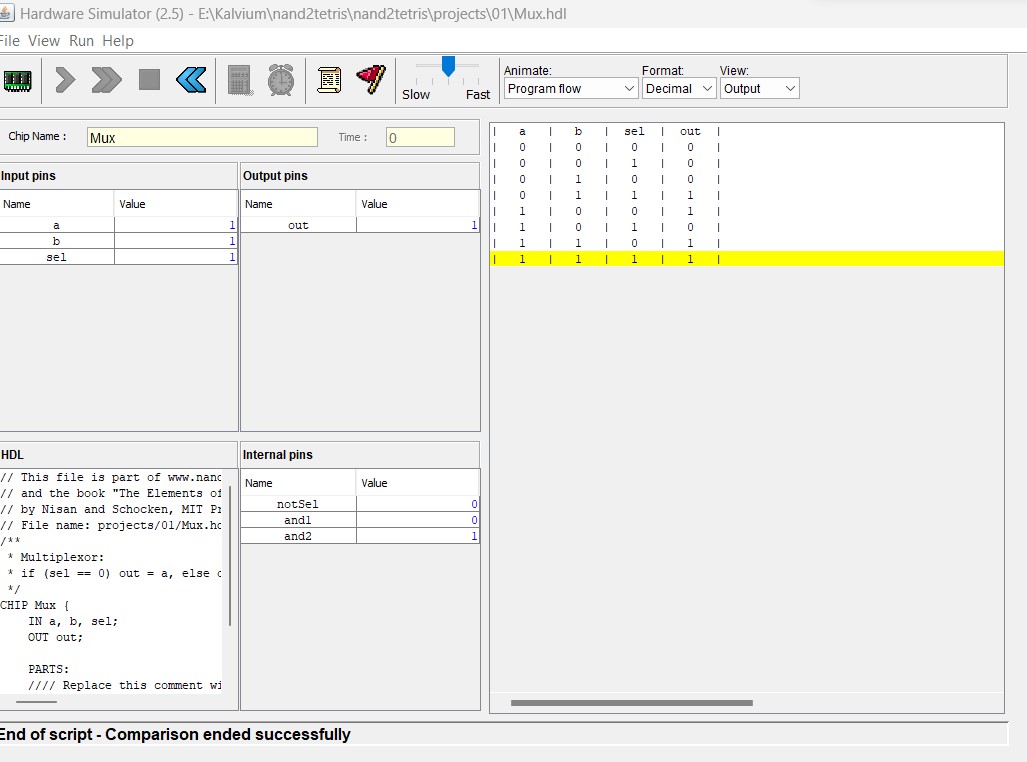 Hardware Simulator (2.5) - E:\Kalvium\nand2tetris\nand2tetris\projects\01\Mux.hdl
File View Run Help
Slow Fast
Animate: Format: View:
Program flow Decimal Output
Chip Name : Mux Time : 0
Input pins
Name Value
a 1
b 1
sel 1
Output pins
Name Value
out 1
HDL
// This file is part of www.nand
// and the book "The Elements of
// by Nisan and Schocken, MIT Pr
// File name: projects/01/Mux.hd
/**
* Multiplexor:
* if (sel == 0) out = a, else o
*/
CHIP Mux {
IN a, b, sel;
OUT out;
PARTS:
//// Replace this comment wi
Internal pins
Name Value
notSel 0
and1 0
and2 1
| a | b | sel | out |
| 0 | 0 | 0 | 0 |
| 0 | 0 | 1 | 0 |
| 0 | 1 | 0 | 0 |
| 0 | 1 | 1 | 1 |
| 1 | 0 | 0 | 1 |
| 1 | 0 | 1 | 0 |
| 1 | 1 | 0 | 1 |
| 1 | 1 | 1 | 1 |
End of script - Comparison ended successfully